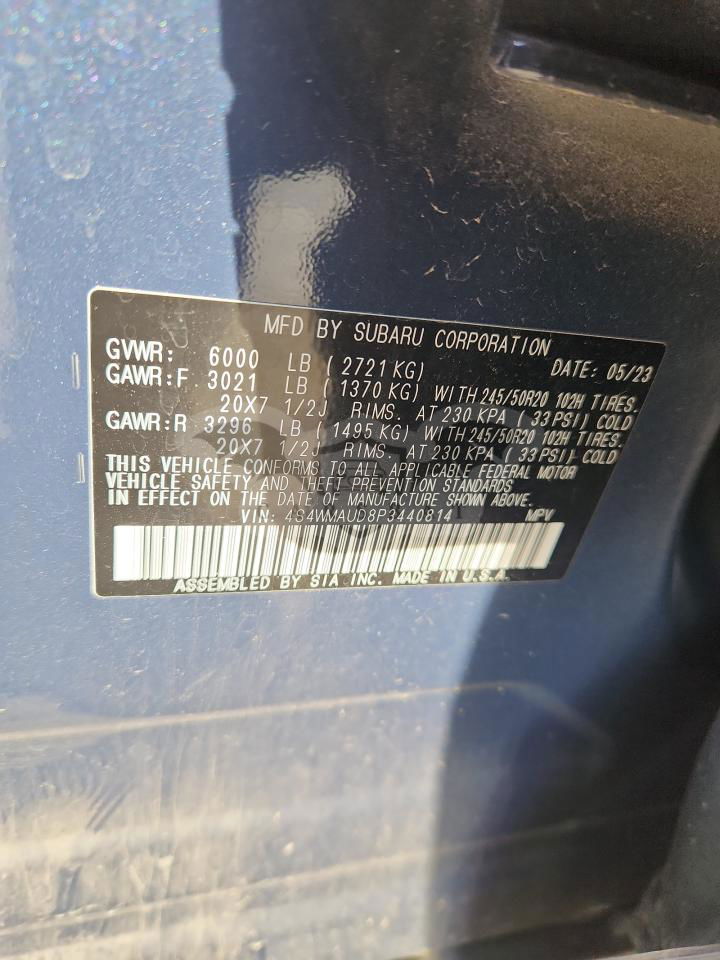 MFD BY SUBARU CORPORATION
GVWR: 6000 LB ( 2721 KG) DATE: 05/23
GAWR:F 3021 LB ( 1370 KG) WITH 245/50R20 102H TIRES.
20X7 1/2J RIMS. AT 230 KPA ( 33 PSI) COLD
GAWR:R 3296 LB ( 1495 KG) WITH 245/50R20 102H TIRES.
20X7 1/2J RIMS. AT 230 KPA ( 33 PSI) COLD.
THIS VEHICLE CONFORMS TO ALL APPLICABLE FEDERAL MOTOR
VEHICLE SAFETY AND THEFT PREVENTION STANDARDS
IN EFFECT ON THE DATE OF MANUFACTURE SHOWN ABOVE.
VIN: 4S4WMAUD8P3440814 MPV
ASSEMBLED BY SIA INC. MADE IN U.S.A.